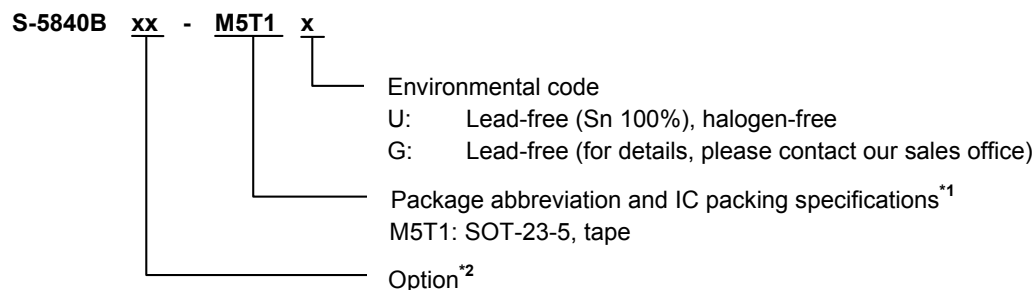 S-5840B xx - M5T1 x
Environmental code
U: Lead-free (Sn 100%), halogen-free
G: Lead-free (for details, please contact our sales office)
Package abbreviation and IC packing specifications*1
M5T1: SOT-23-5, tape
Option*2